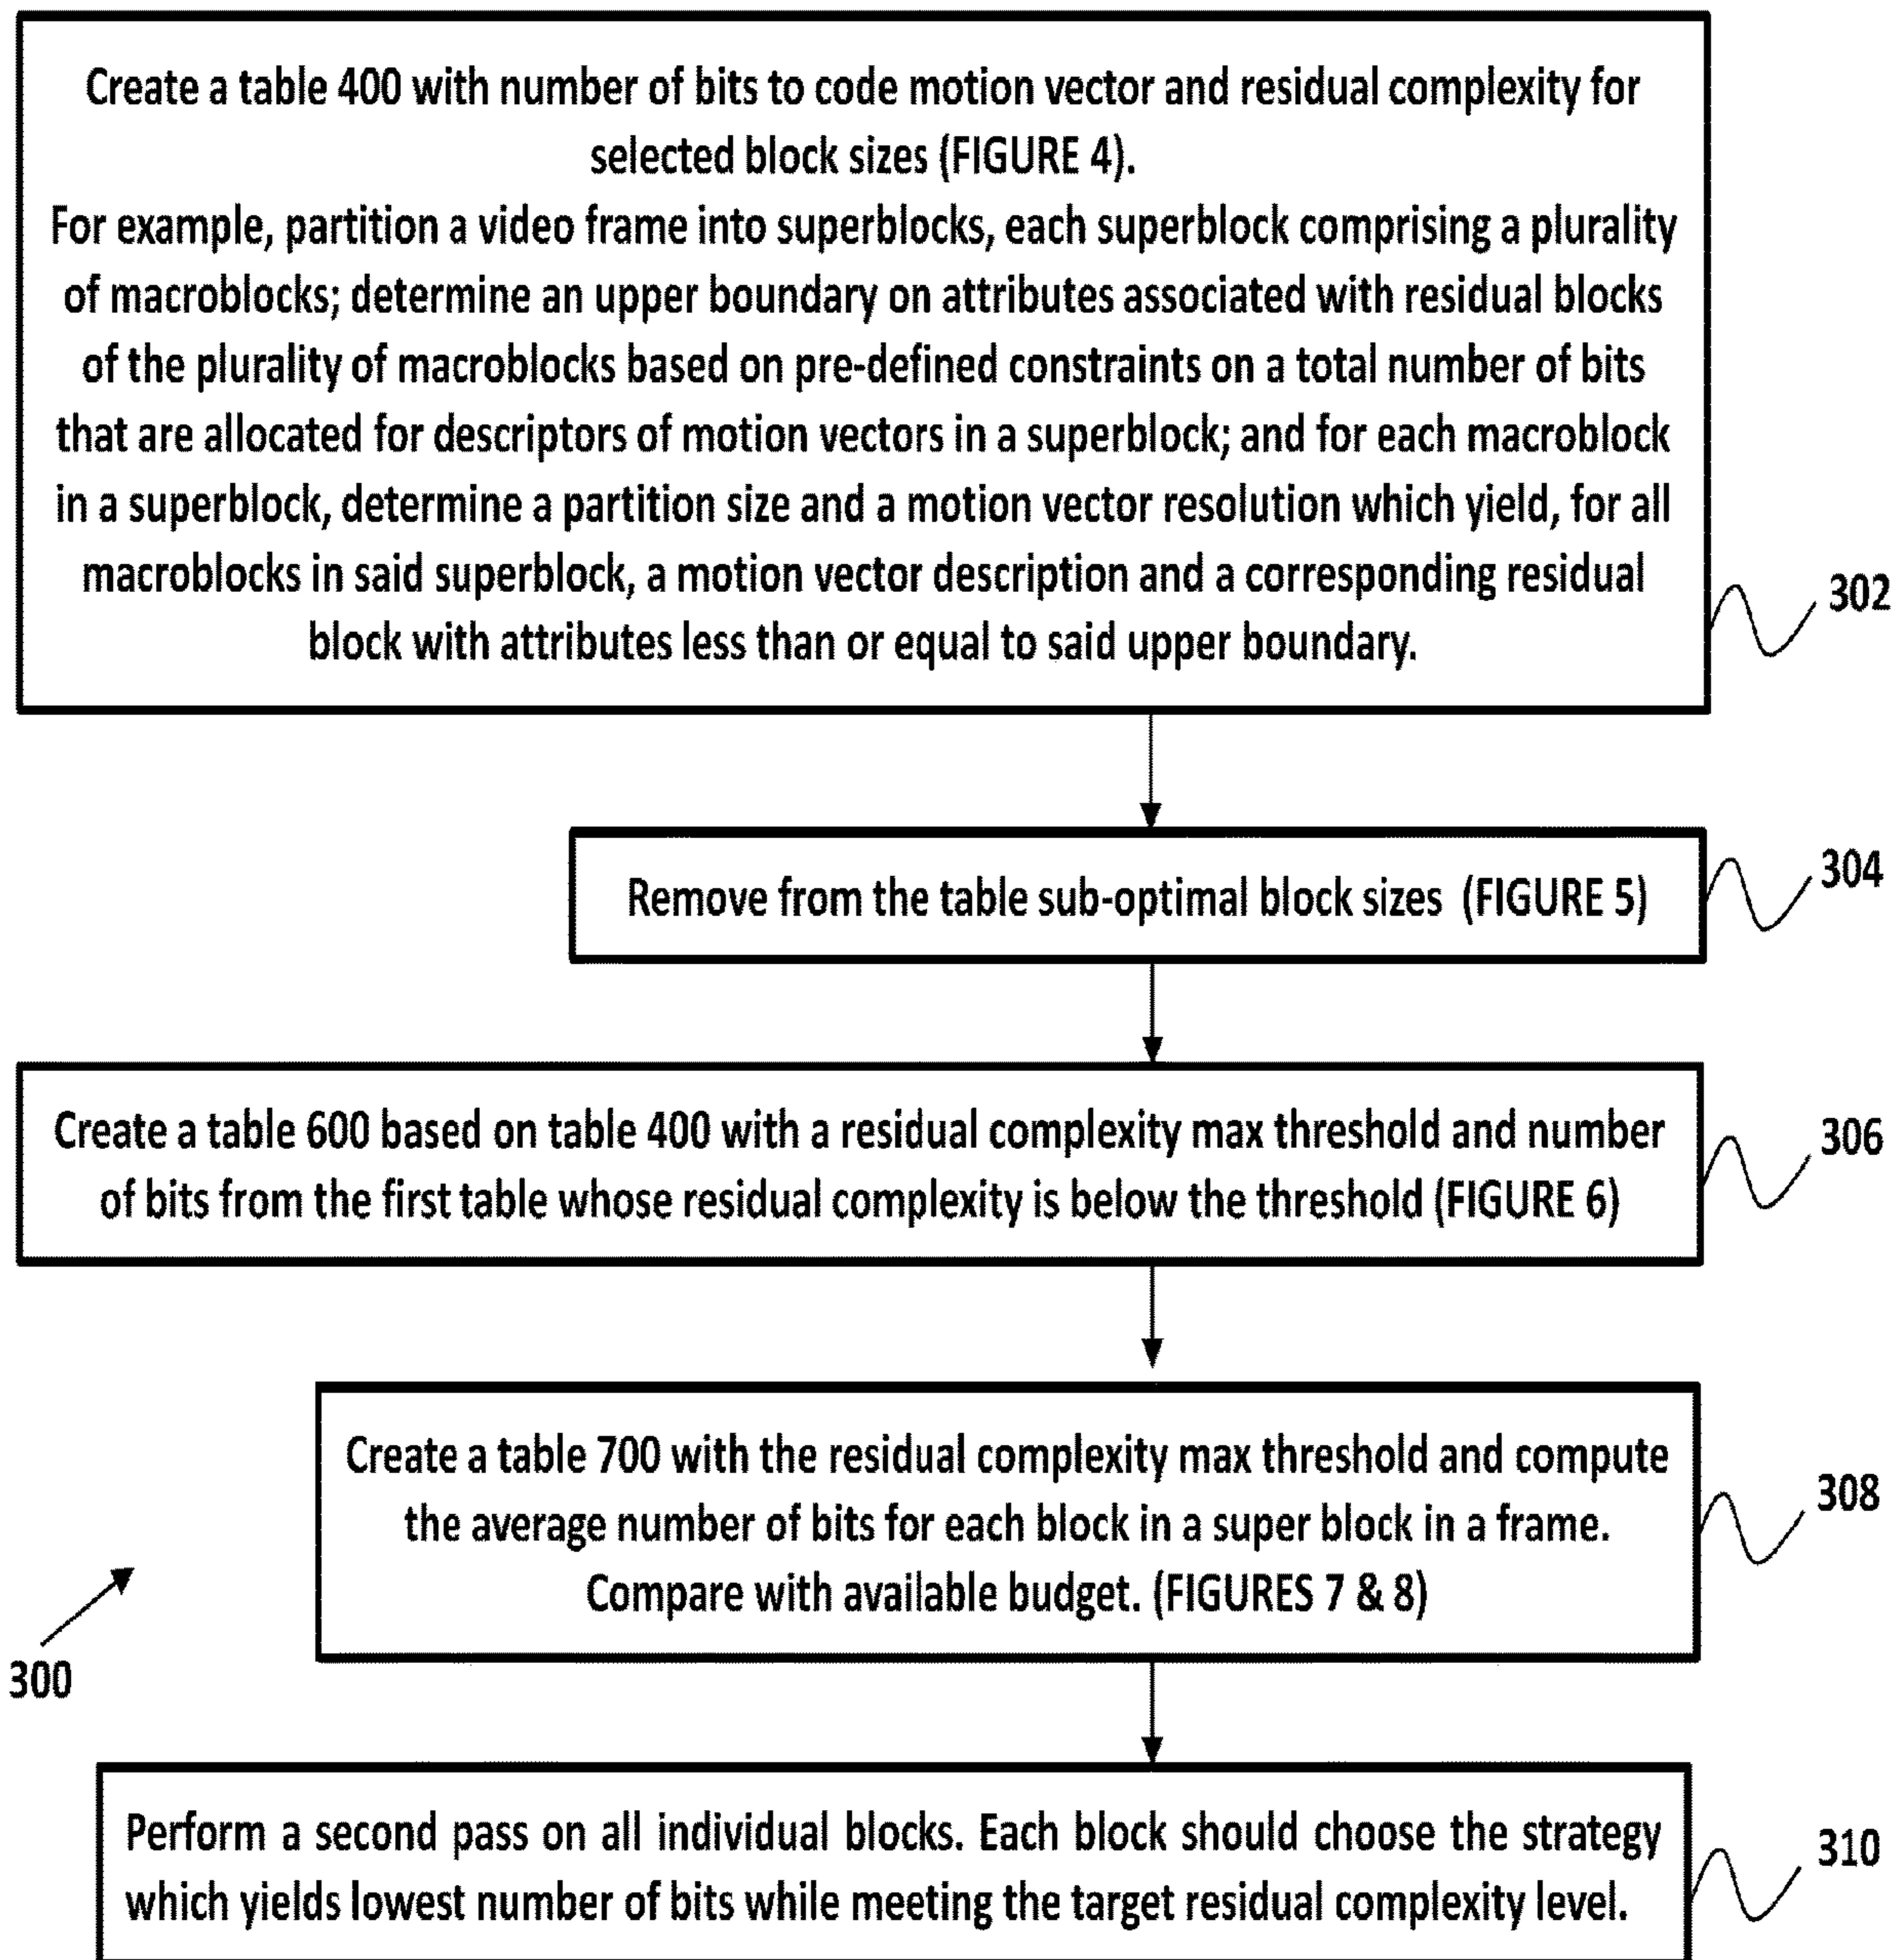 Create a table 400 with number of bits to code motion vector and residual complexity for
selected block sizes (FIGURE 4).
For example, partition a video frame into superblocks, each superblock comprising a plurality
of macroblocks; determine an upper boundary on attributes associated with residual blocks
of the plurality of macroblocks based on pre-defined constraints on a total number of bits
that are allocated for descriptors of motion vectors in a superblock; and for each macroblock
in a superblock, determine a partition size and a motion vector resolution which yield, for all
macroblocks in said superblock, a motion vector description and a corresponding residual
block with attributes less than or equal to said upper boundary.
302
Remove from the table sub-optimal block sizes (FIGURE 5)
304
Create a table 600 based on table 400 with a residual complexity max threshold and number
of bits from the first table whose residual complexity is below the threshold (FIGURE 6)
306
Create a table 700 with the residual complexity max threshold and compute
the average number of bits for each block in a super block in a frame.
Compare with available budget. (FIGURES 7 & 8)
308
300
Perform a second pass on all individual blocks. Each block should choose the strategy
which yields lowest number of bits while meeting the target residual complexity level.
310